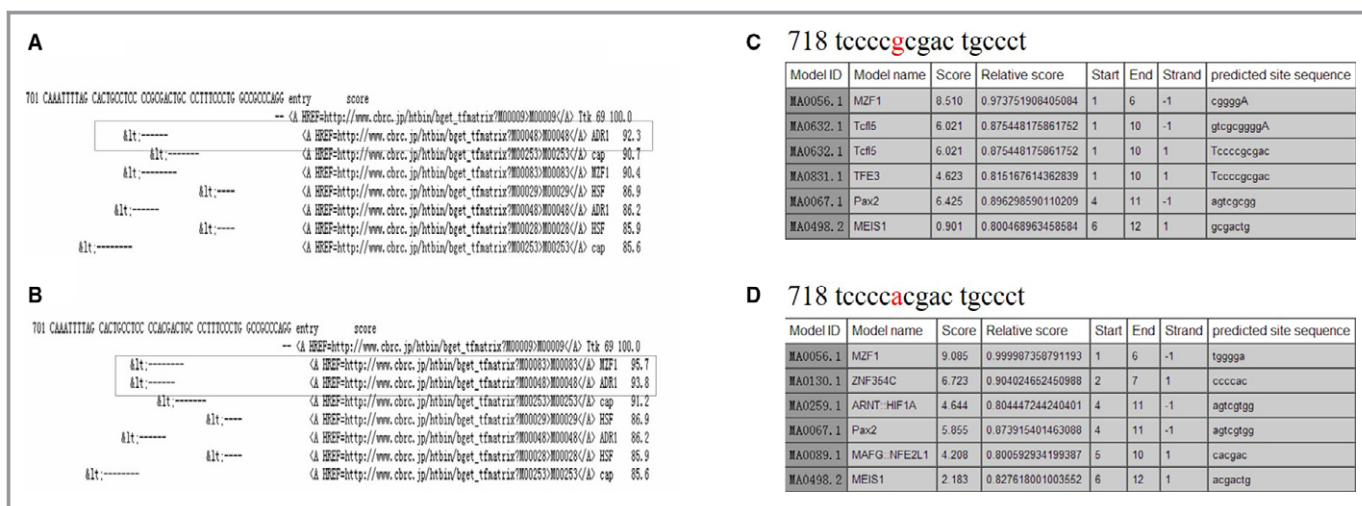 A
701 CAAATTTTAG CACTGCCTCC CCGCGACTGC CCTTTCCCTG GCCGCCCAGG entry score
-- <A HREF=http://www.cbrc.jp/htbin/bget_tfmatrix?M00009>M00009</A> Ttk 69 100.0
&lt;------ <A HREF=http://www.cbrc.jp/htbin/bget_tfmatrix?M00048>M00048</A> ADR1 92.3
&lt;------- <A HREF=http://www.cbrc.jp/htbin/bget_tfmatrix?M00253>M00253</A> cap 90.7
&lt;-------- <A HREF=http://www.cbrc.jp/htbin/bget_tfmatrix?M00083>M00083</A> MZF1 90.4
&lt;---- <A HREF=http://www.cbrc.jp/htbin/bget_tfmatrix?M00029>M00029</A> HSF 86.9
&lt;------ <A HREF=http://www.cbrc.jp/htbin/bget_tfmatrix?M00048>M00048</A> ADR1 86.2
&lt;---- <A HREF=http://www.cbrc.jp/htbin/bget_tfmatrix?M00028>M00028</A> HSF 85.9
&lt;-------- <A HREF=http://www.cbrc.jp/htbin/bget_tfmatrix?M00253>M00253</A> cap 85.6
B
701 CAAATTTTAG CACTGCCTCC CCACGACTGC CCTTTCCCTG GCCGCCCAGG entry score
-- <A HREF=http://www.cbrc.jp/htbin/bget_tfmatrix?M00009>M00009</A> Ttk 69 100.0
&lt;-------- <A HREF=http://www.cbrc.jp/htbin/bget_tfmatrix?M00083>M00083</A> MZF1 95.7
&lt;------ <A HREF=http://www.cbrc.jp/htbin/bget_tfmatrix?M00048>M00048</A> ADR1 93.8
&lt;------- <A HREF=http://www.cbrc.jp/htbin/bget_tfmatrix?M00253>M00253</A> cap 91.2
&lt;---- <A HREF=http://www.cbrc.jp/htbin/bget_tfmatrix?M00029>M00029</A> HSF 86.9
&lt;------ <A HREF=http://www.cbrc.jp/htbin/bget_tfmatrix?M00048>M00048</A> ADR1 86.2
&lt;---- <A HREF=http://www.cbrc.jp/htbin/bget_tfmatrix?M00028>M00028</A> HSF 85.9
&lt;-------- <A HREF=http://www.cbrc.jp/htbin/bget_tfmatrix?M00253>M00253</A> cap 85.6
C 718 tccccgcgac tgccct
Model ID Model name Score Relative score Start End Strand predicted site sequence
MA0056.1 MZF1 8.510 0.973751908405084 1 6 -1 cggggA
MA0632.1 Tcfl5 6.021 0.875448175861752 1 10 -1 gtcgcggggA
MA0632.1 Tcfl5 6.021 0.875448175861752 1 10 1 Tccccgcgac
MA0831.1 TFE3 4.623 0.815167614362839 1 10 1 Tccccgcgac
MA0067.1 Pax2 6.425 0.896298590110209 4 11 -1 agtcgcgg
MA0498.2 MEIS1 0.901 0.800468963458584 6 12 1 gcgactg
D 718 tccccacgac tgccct
Model ID Model name Score Relative score Start End Strand predicted site sequence
MA0056.1 MZF1 9.085 0.999987358791193 1 6 -1 tgggga
MA0130.1 ZNF354C 6.723 0.904024652450988 2 7 1 ccccac
MA0259.1 ARNT::HIF1A 4.644 0.804447244240401 4 11 -1 agtcgtgg
MA0067.1 Pax2 5.855 0.873915401463088 4 11 -1 agtcgtgg
MA0089.1 MAFG::NFE2L1 4.208 0.800592934199387 5 10 1 cacgac
MA0498.2 MEIS1 2.183 0.827618001003552 6 12 1 acgactg